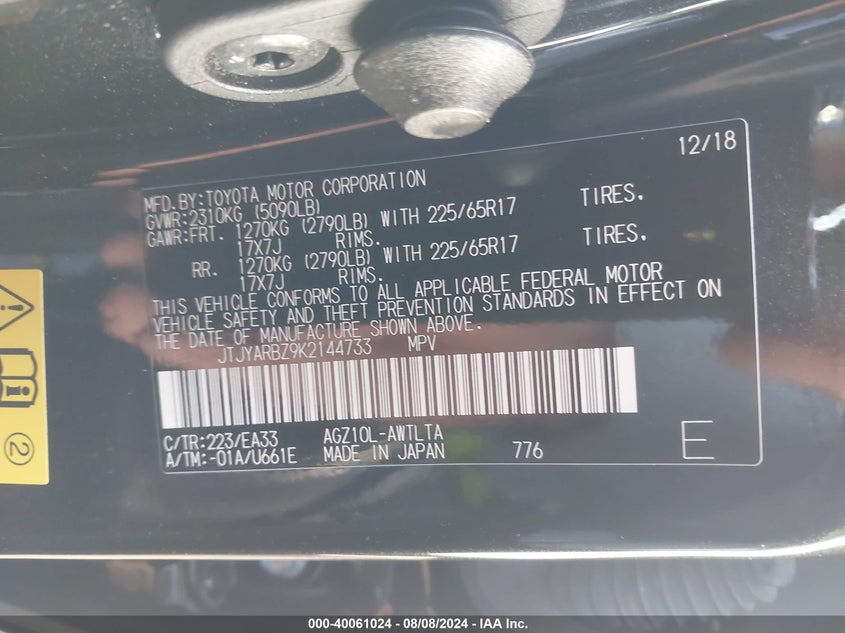 12/18
MFD.BY:TOYOTA MOTOR CORPORATION
GVWR:2310KG (5090LB)
GAWR:FRT. 1270KG (2790LB) WITH 225/65R17 TIRES.
17X7J RIMS.
RR. 1270KG (2790LB) WITH 225/65R17 TIRES.
17X7J RIMS.
THIS VEHICLE CONFORMS TO ALL APPLICABLE FEDERAL MOTOR
VEHICLE SAFETY AND THEFT PREVENTION STANDARDS IN EFFECT ON
THE DATE OF MANUFACTURE SHOWN ABOVE.
JTJYARBZ9K2144733 MPV
C/TR:223/EA33 AGZ10L-AWTLTA
A/TM:-01A/U661E MADE IN JAPAN 776 E
2
000-40061024 - 08/08/2024 - IAA Inc.